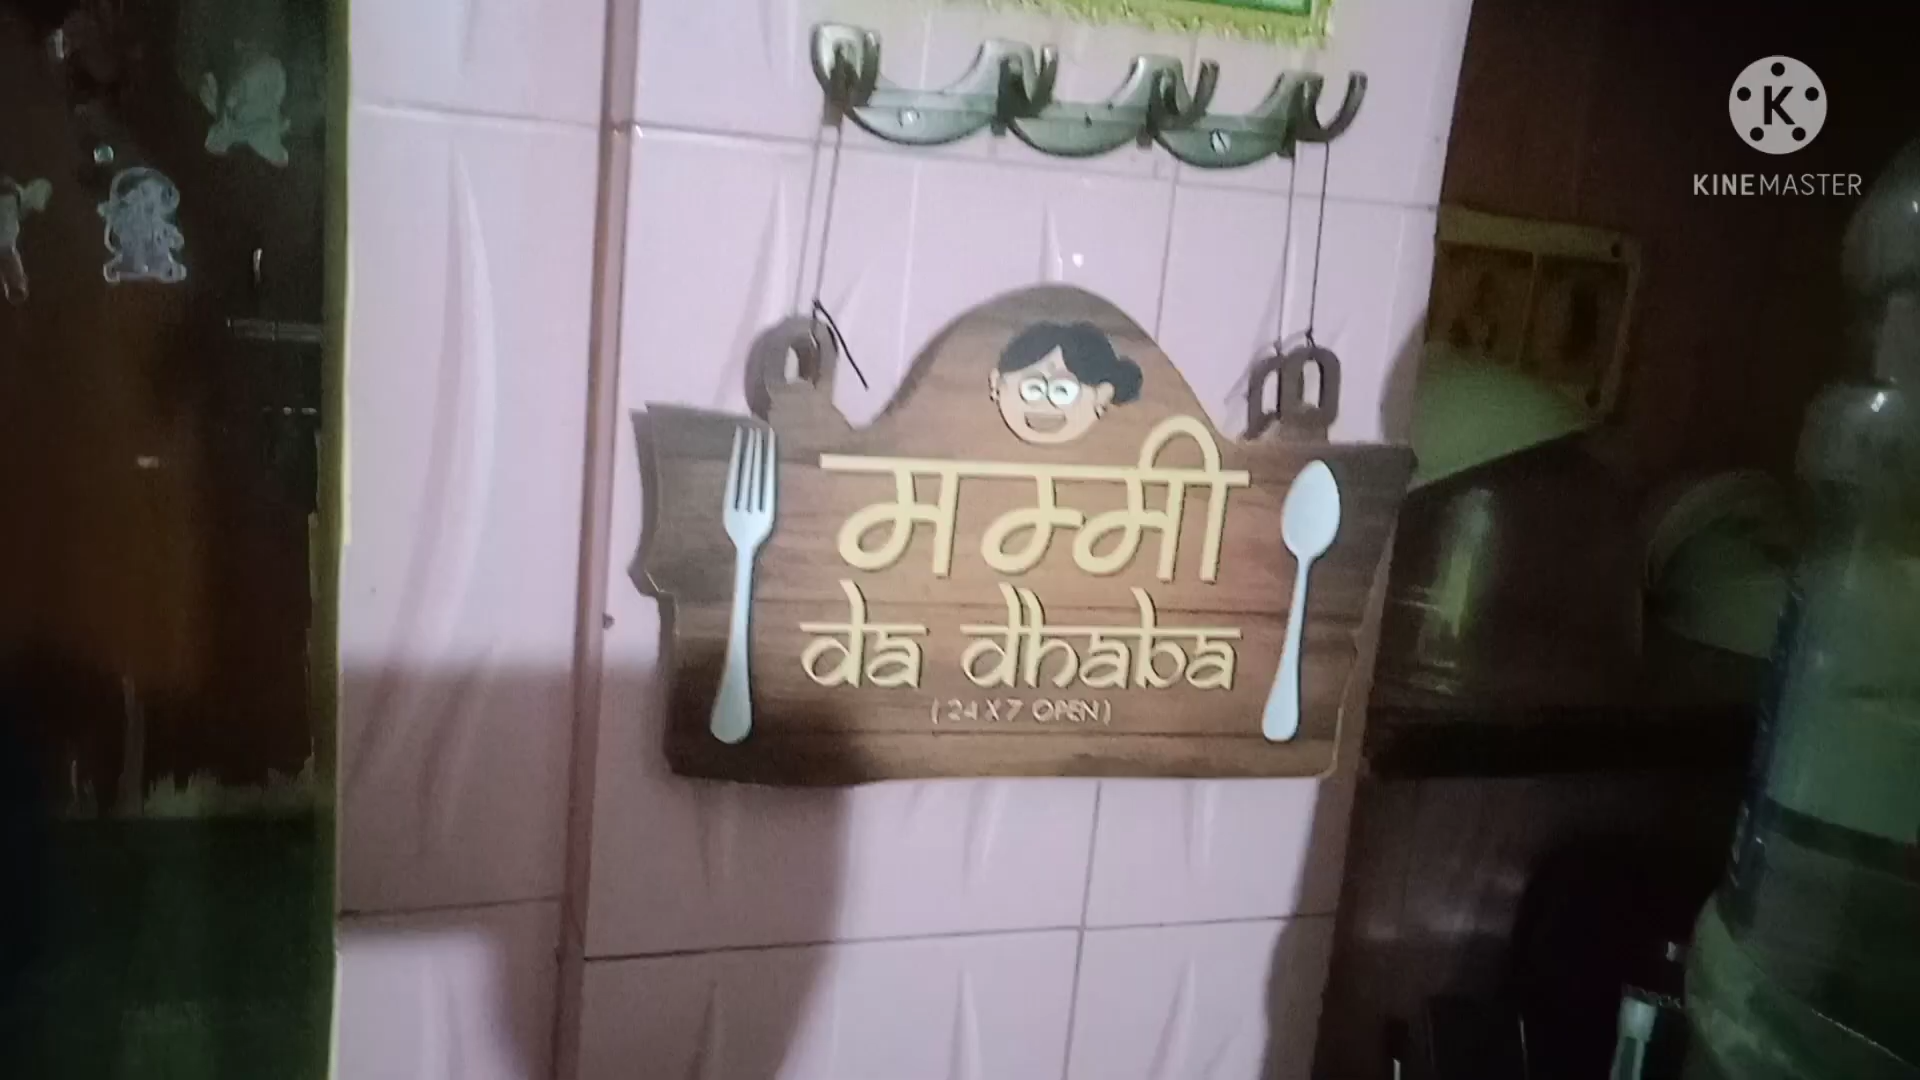 KINEMASTER
मम्मी
da dhaba
( 24 X 7 OPEN )